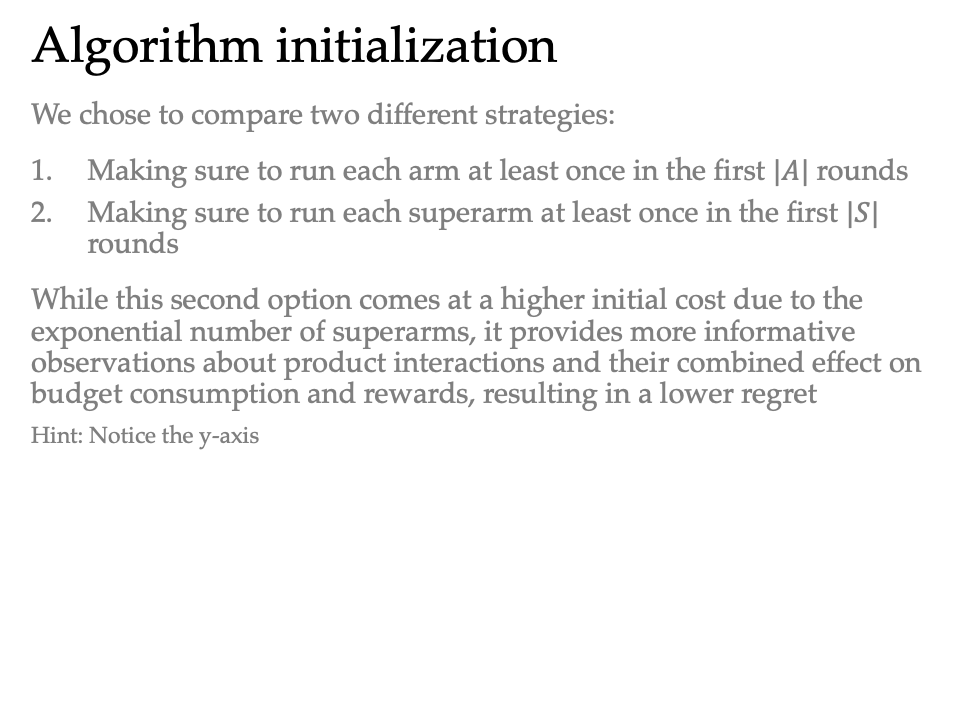 Algorithm initialization
We chose to compare two different strategies:
1. Making sure to run each arm at least once in the first |A| rounds
2. Making sure to run each superarm at least once in the first |S|
rounds
While this second option comes at a higher initial cost due to the
exponential number of superarms, it provides more informative
observations about product interactions and their combined effect on
budget consumption and rewards, resulting in a lower regret
Hint: Notice the y-axis